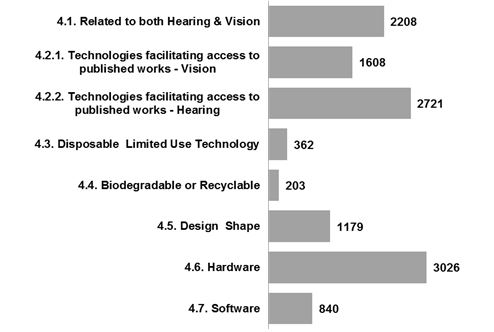 4.1. Related to both Hearing & Vision 2208
4.2.1. Technologies facilitating access to
published works - Vision 1608
4.2.2. Technologies facilitating access to
published works - Hearing 2721
4.3. Disposable Limited Use Technology 362
4.4. Biodegradable or Recyclable 203
4.5. Design Shape 1179
4.6. Hardware 3026
4.7. Software 840